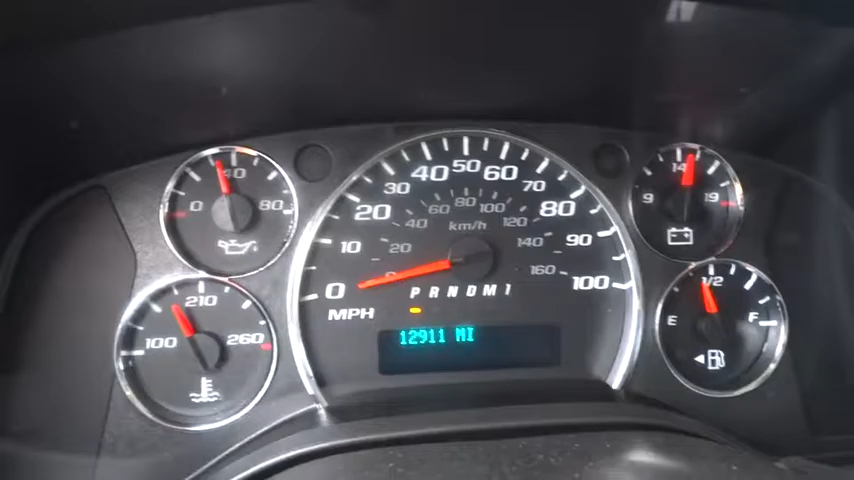 0 40 80
100 210 260
0 10 20 30 40 50 60 70 80 90 100
20 40 60 80 100 120 140 160
km/h
MPH
P R N D M 1
12911 MI
9 14 19
E 1/2 F